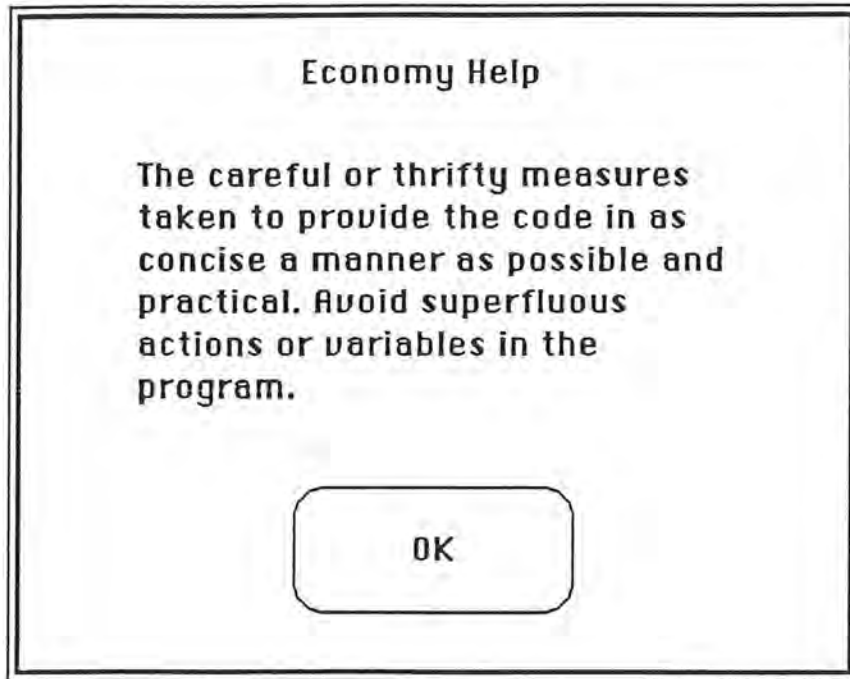 Economy Help
The careful or thrifty measures
taken to provide the code in as
concise a manner as possible and
practical. Avoid superfluous
actions or variables in the
program.
OK